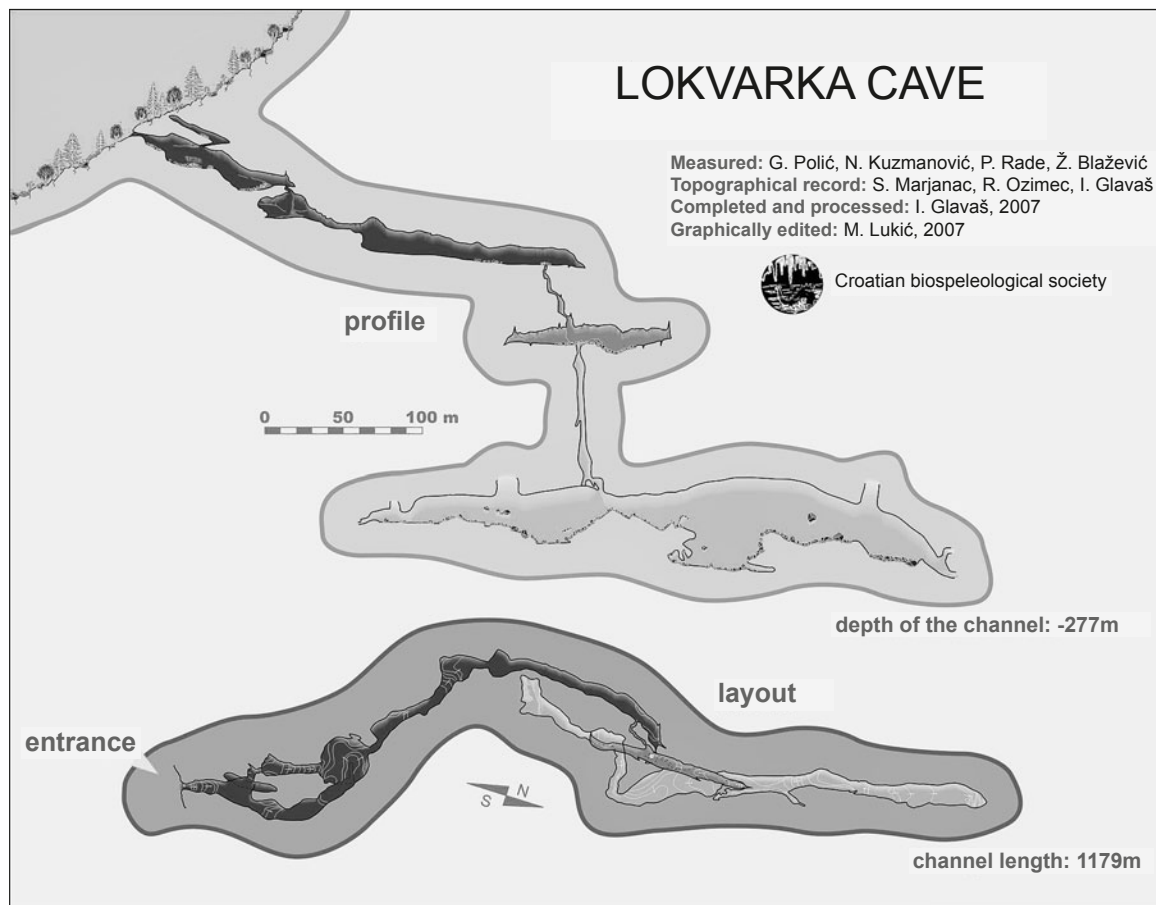 LOKVARKA CAVE
Measured: G. Polić, N. Kuzmanović, P. Rade, Ž. Blažević
Topographical record: S. Marjanac, R. Ozimec, I. Glavaš
Completed and processed: I. Glavaš, 2007
Graphically edited: M. Lukić, 2007
Croatian biospeleological society
profile
0 50 100 m
depth of the channel: -277m
layout
entrance
S N
channel length: 1179m